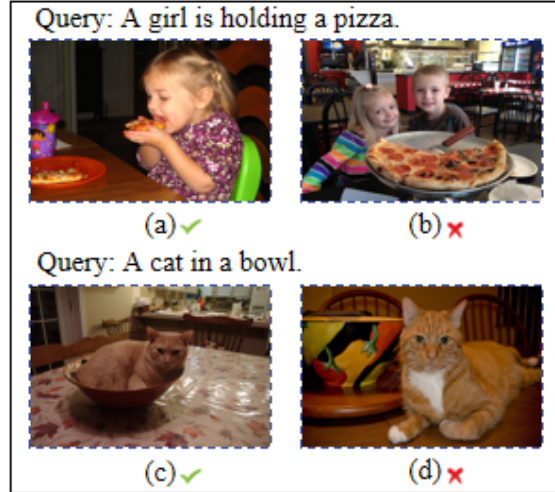 Query: A girl is holding a pizza.
(a) (b)
Query: A cat in a bowl.
(c) (d)